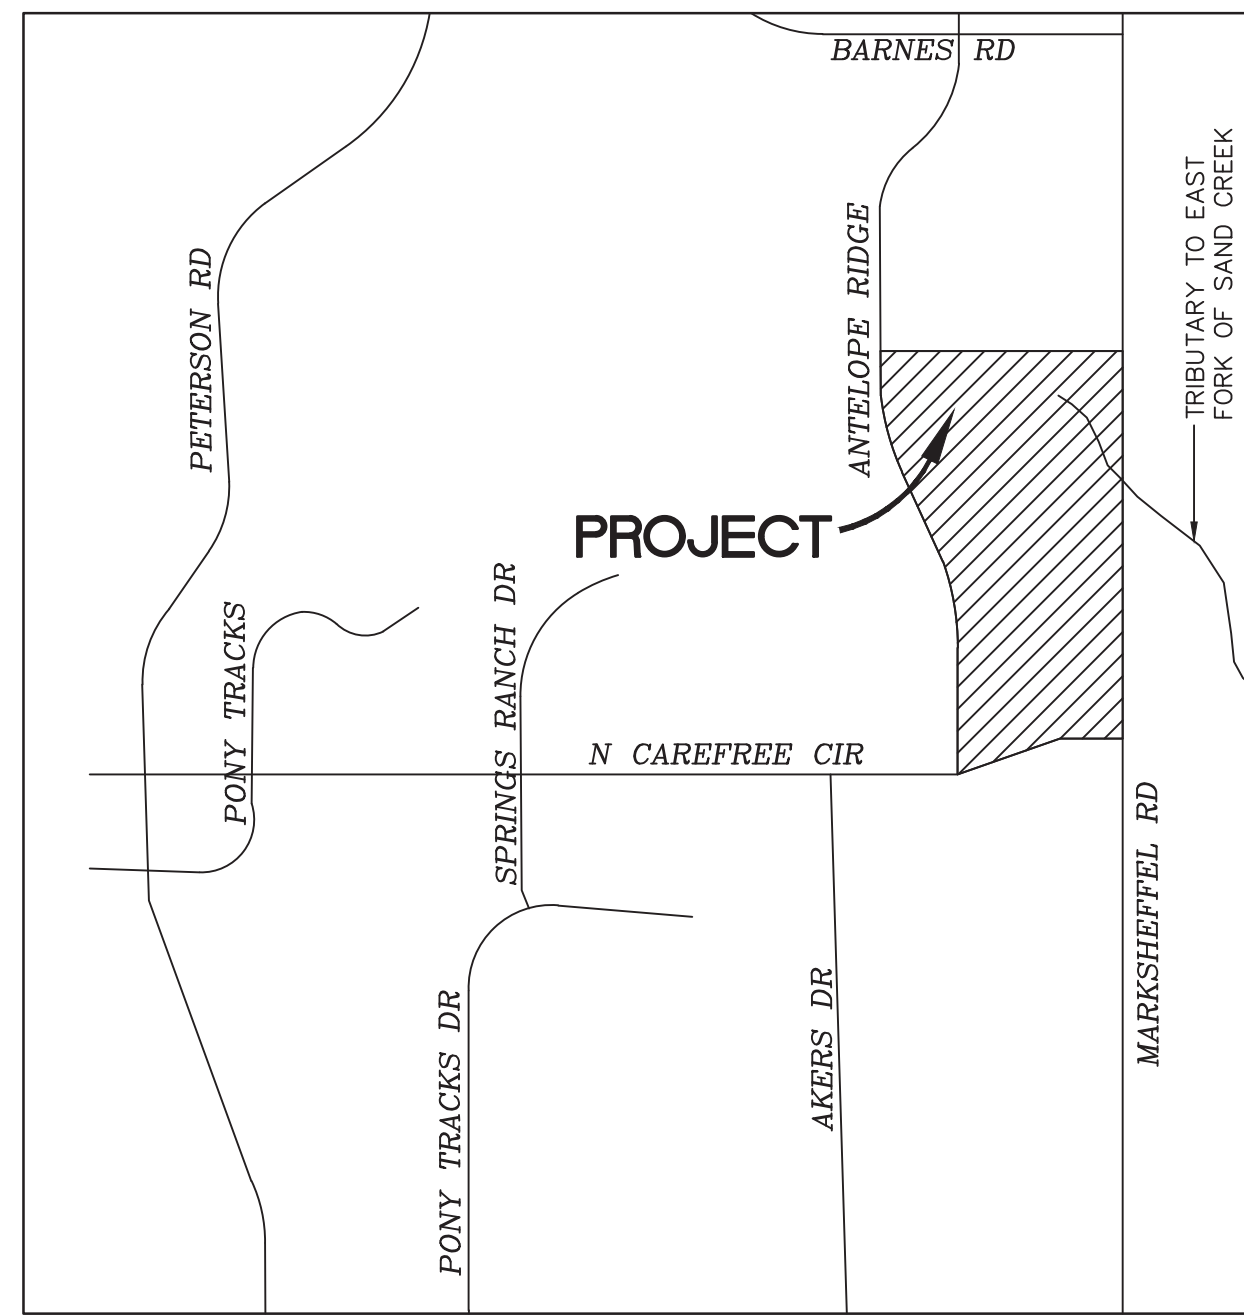 BARNES RD
TRIBUTARY TO EAST
FORK OF SAND CREEK
ANTELOPE RIDGE
PETERSON RD
PROJECT
SPRINGS RANCH DR
PONY TRACKS
N CAREFREE CIR
MARKSHEFFEL RD
AKERS DR
PONY TRACKS DR